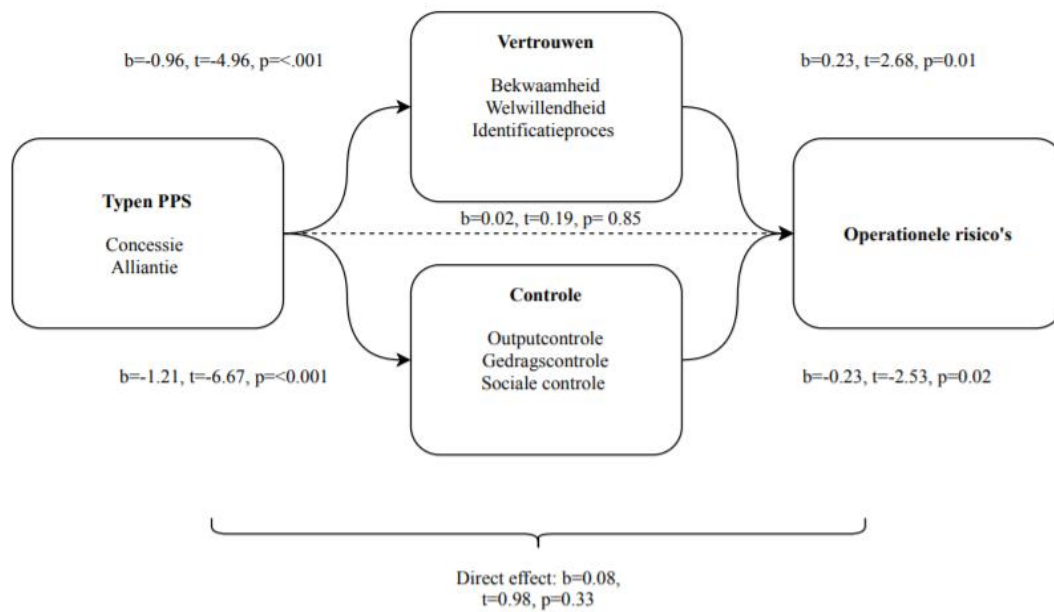 b=-0.96, t=-4.96, p=<.001
Vertrouwen
Bekwaamheid
Welwillendheid
Identificatieproces
b=0.23, t=2.68, p=0.01
Typen PPS
Concessie
Alliantie
b=0.02, t=0.19, p= 0.85
Operationele risico's
Controle
Outputcontrole
Gedragscontrole
Sociale controle
b=-1.21, t=-6.67, p=<0.001
b=-0.23, t=-2.53, p=0.02
Direct effect: b=0.08,
t=0.98, p=0.33